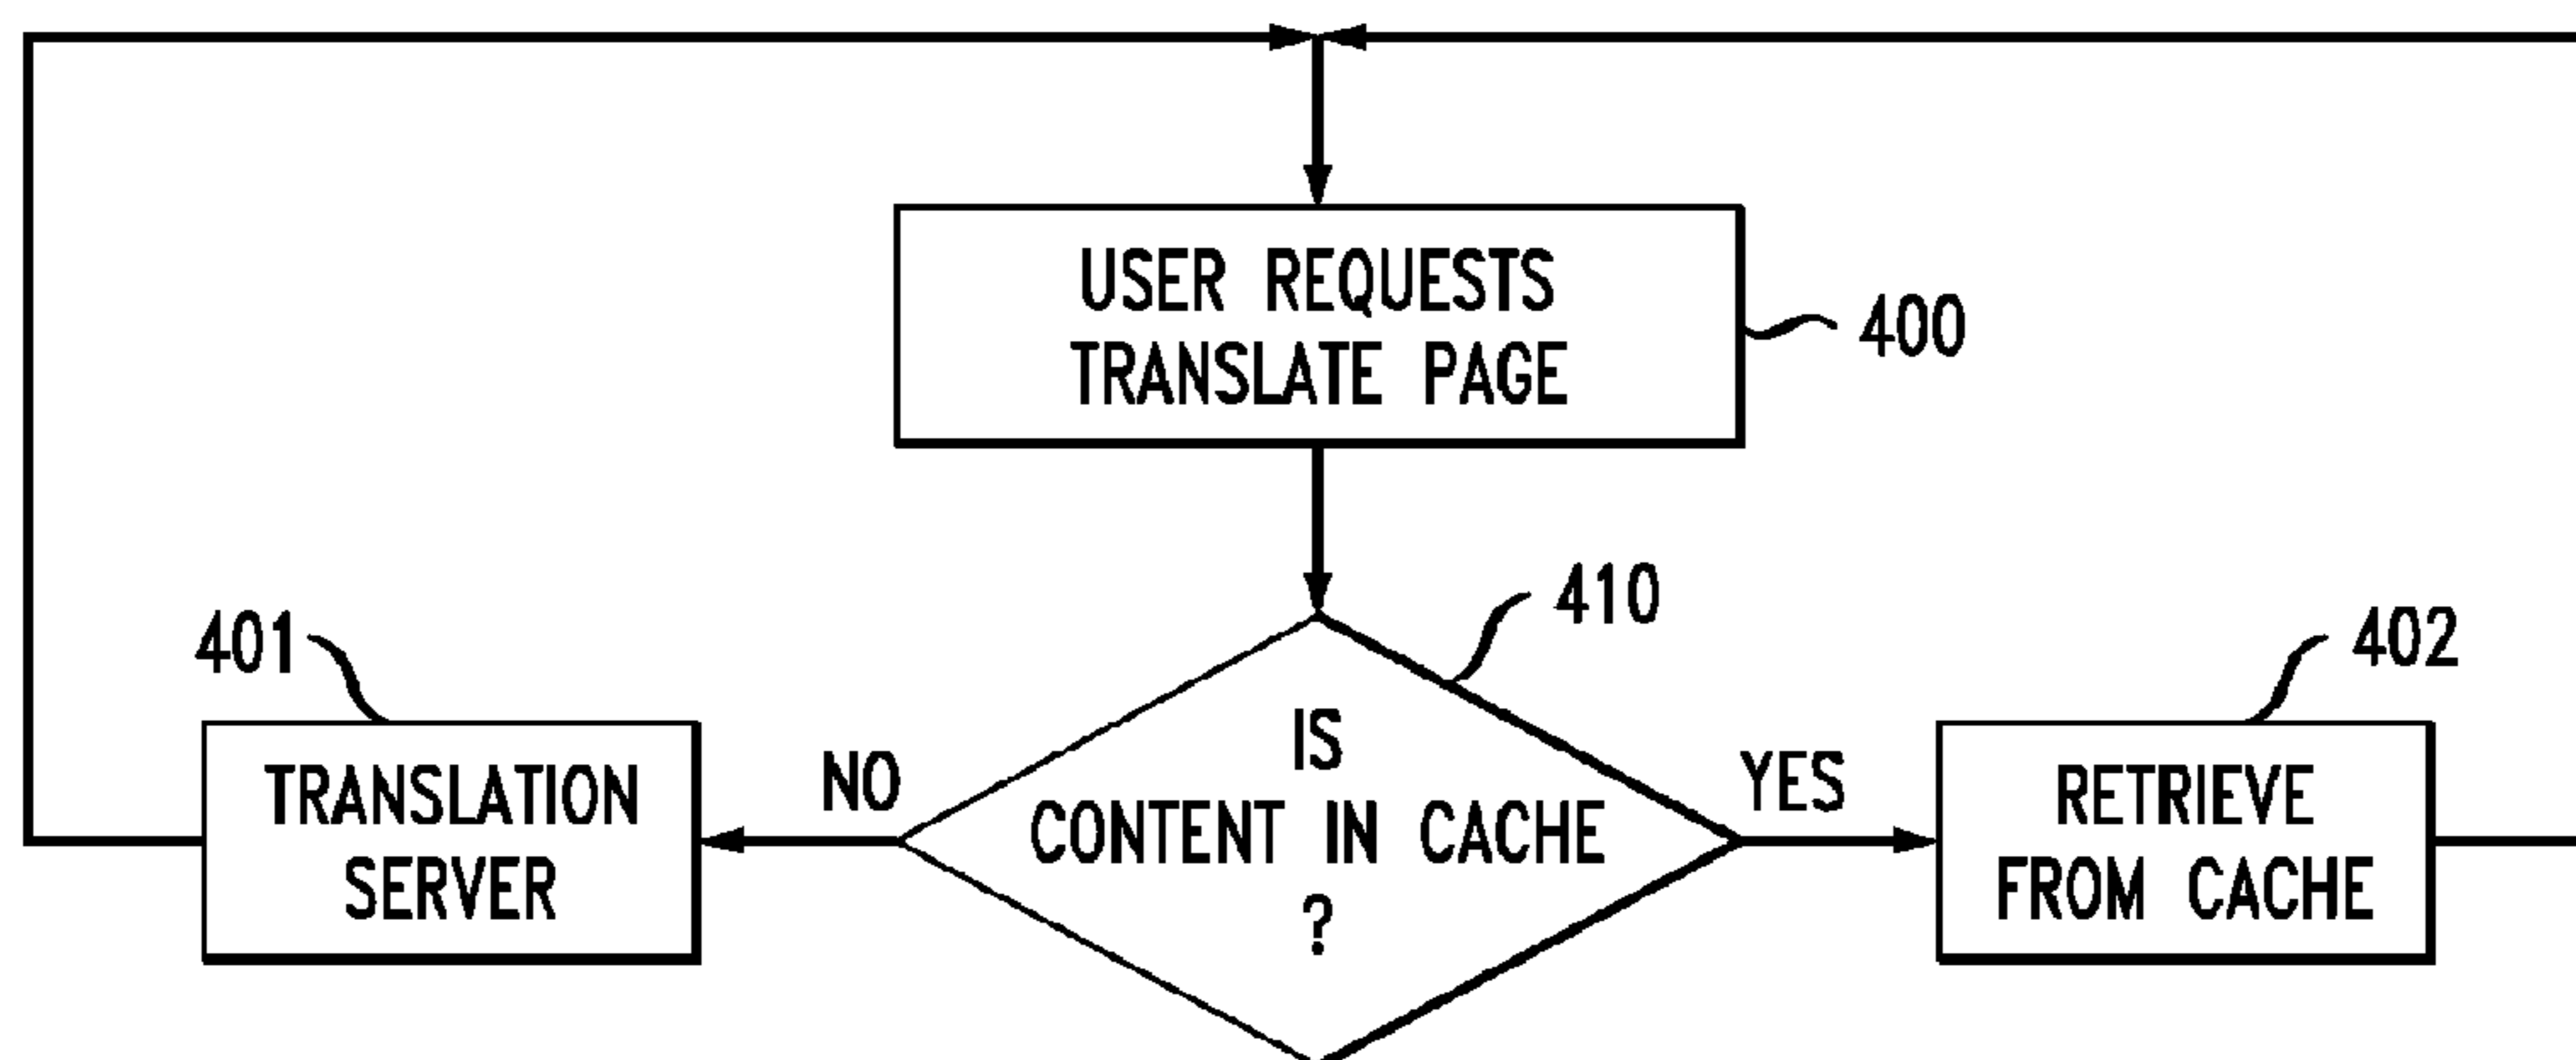 USER REQUESTS
TRANSLATE PAGE
400
410
401
402
IS
CONTENT IN CACHE
?
NO
YES
TRANSLATION
SERVER
RETRIEVE
FROM CACHE